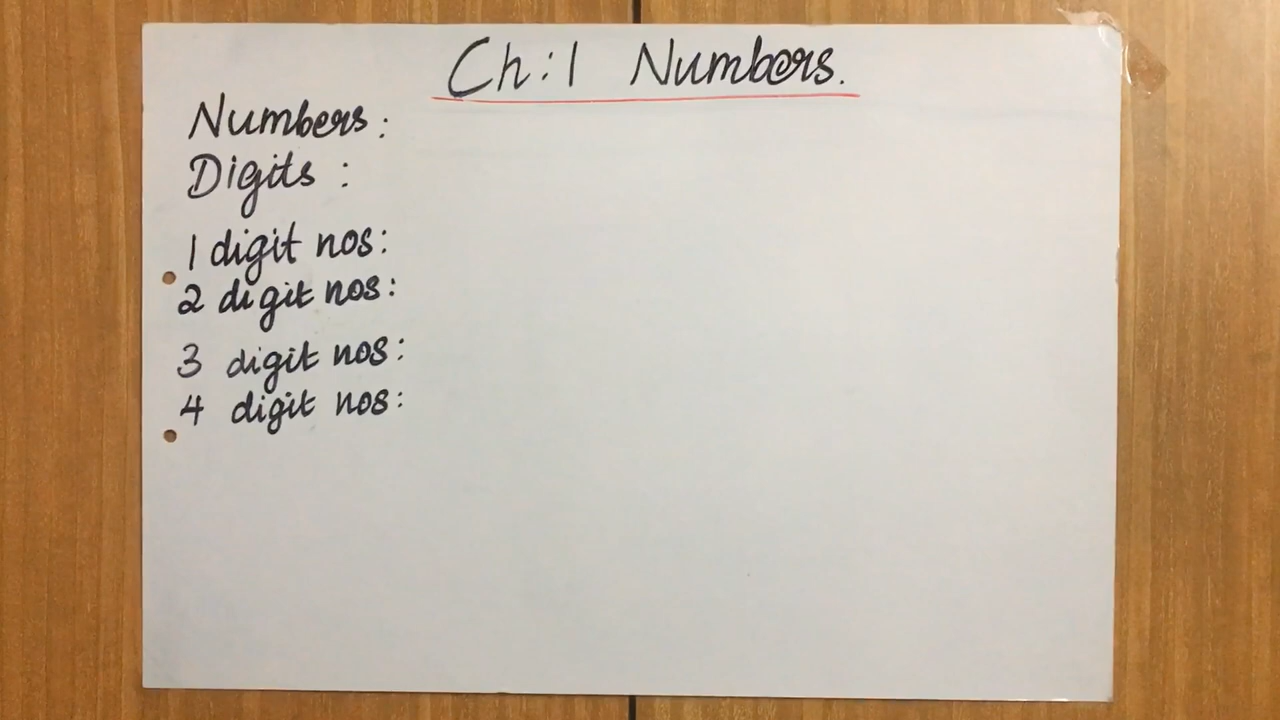 Ch:1 Numbers.
Numbers:
Digits :
1 digit nos:
2 digit nos:
3 digit nos:
4 digit nos: